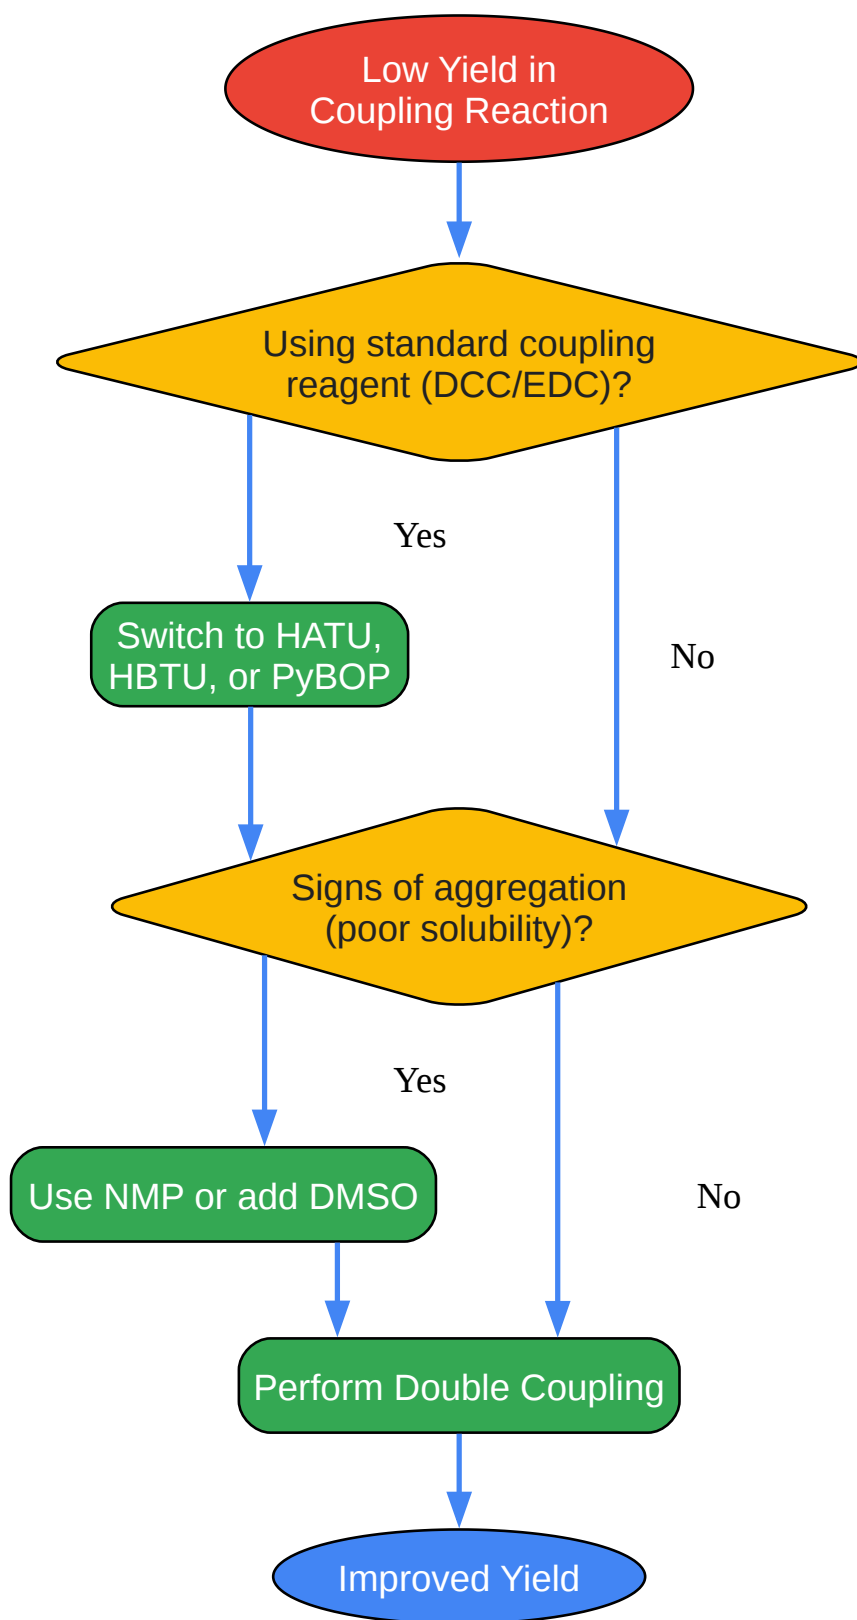 Low Yield in
Coupling Reaction
Using standard coupling
reagent (DCC/EDC)?
Yes
Switch to HATU,
HBTU, or PyBOP
No
Signs of aggregation
(poor solubility)?
Yes
Use NMP or add DMSO
No
Perform Double Coupling
Improved Yield